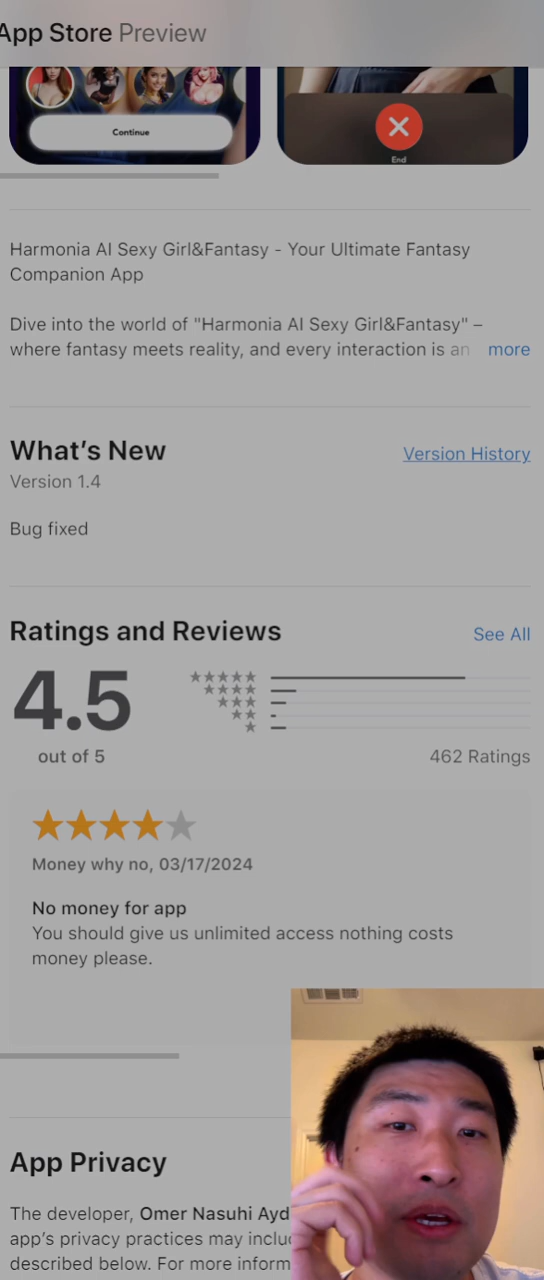 App Store Preview
Continue
End
Harmonia AI Sexy Girl&Fantasy - Your Ultimate Fantasy
Companion App
Dive into the world of "Harmonia AI Sexy Girl&Fantasy" –
where fantasy meets reality, and every interaction is an more
What's New
Version History
Version 1.4
Bug fixed
Ratings and Reviews
See All
4.5
out of 5
462 Ratings
Money why no, 03/17/2024
No money for app
You should give us unlimited access nothing costs
money please.
App Privacy
The developer, Omer Nasuhi Ayd
app's privacy practices may includ
described below. For more inform